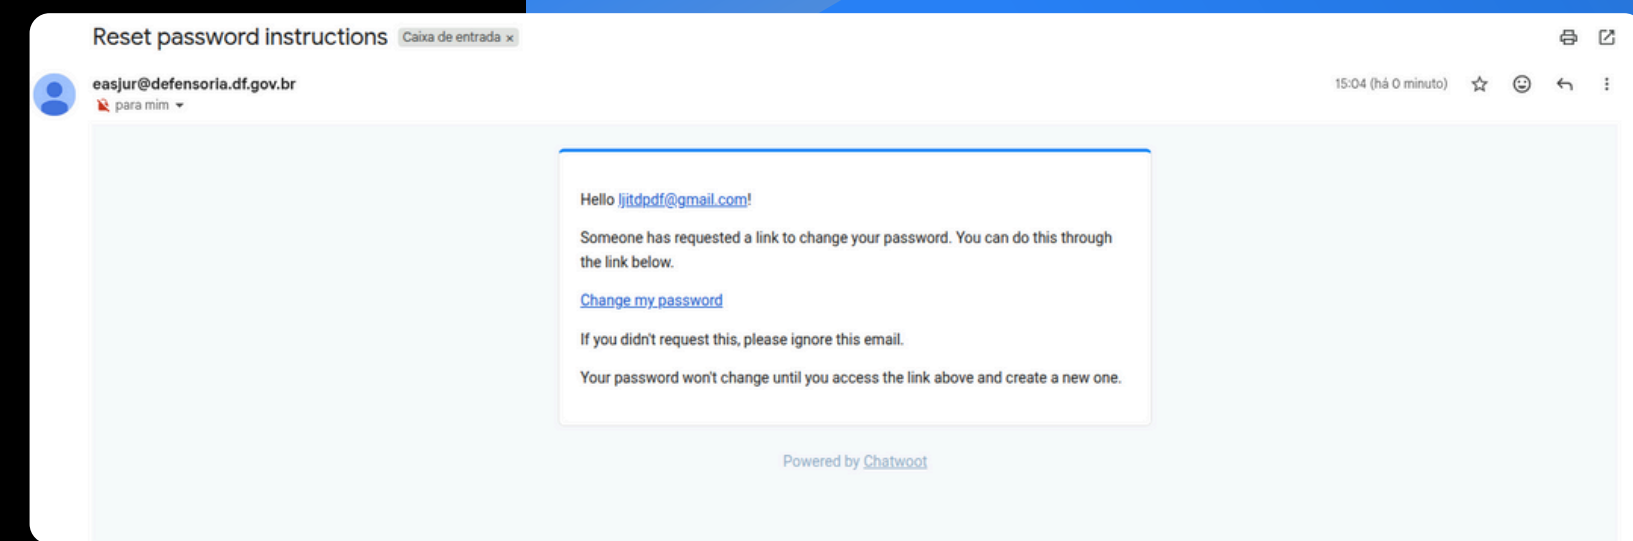 Reset password instructions Caixa de entrada x
easjur@defensoria.df.gov.br 15:04 (há 0 minuto)
para mim
Hello ljitdpdf@gmail.com!
Someone has requested a link to change your password. You can do this through
the link below.
Change my password
If you didn't request this, please ignore this email.
Your password won't change until you access the link above and create a new one.
Powered by Chatwoot